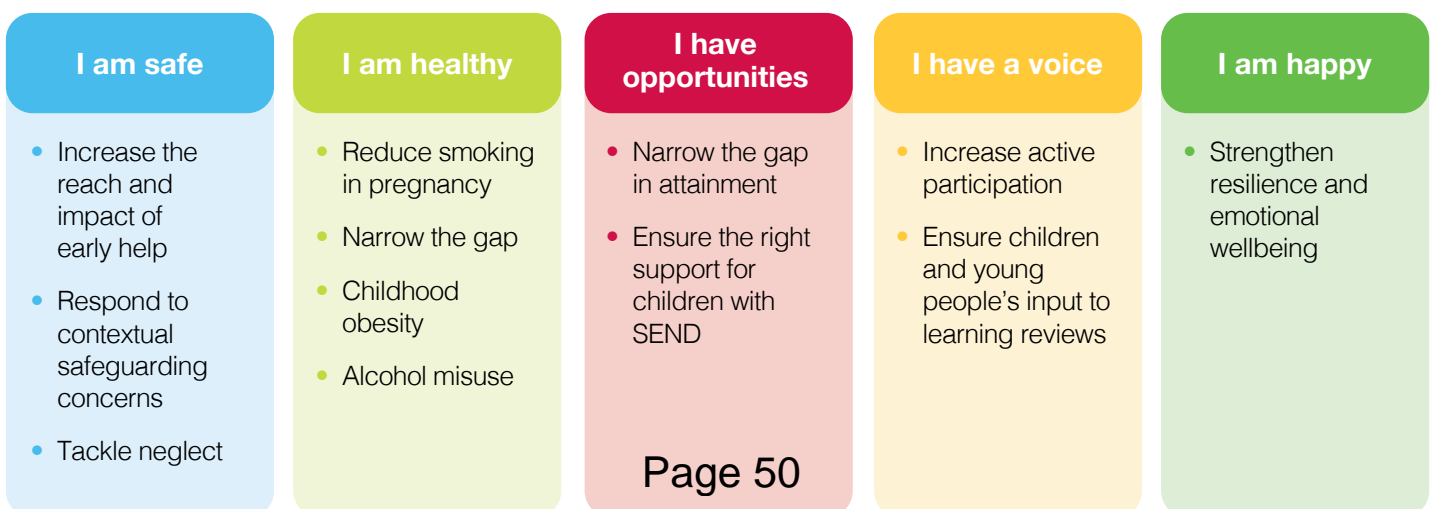 I am safe
Increase the
reach and
impact of
early help
Respond to
contextual
safeguarding
concerns
Tackle neglect
I am healthy
Reduce smoking
in pregnancy
Narrow the gap
Childhood
obesity
Alcohol misuse
I have
opportunities
Narrow the gap
in attainment
Ensure the right
support for
children with
SEND
I have a voice
Increase active
participation
Ensure children
and young
people’s input to
learning reviews
I am happy
Strengthen
resilience and
emotional
wellbeing
Page 50